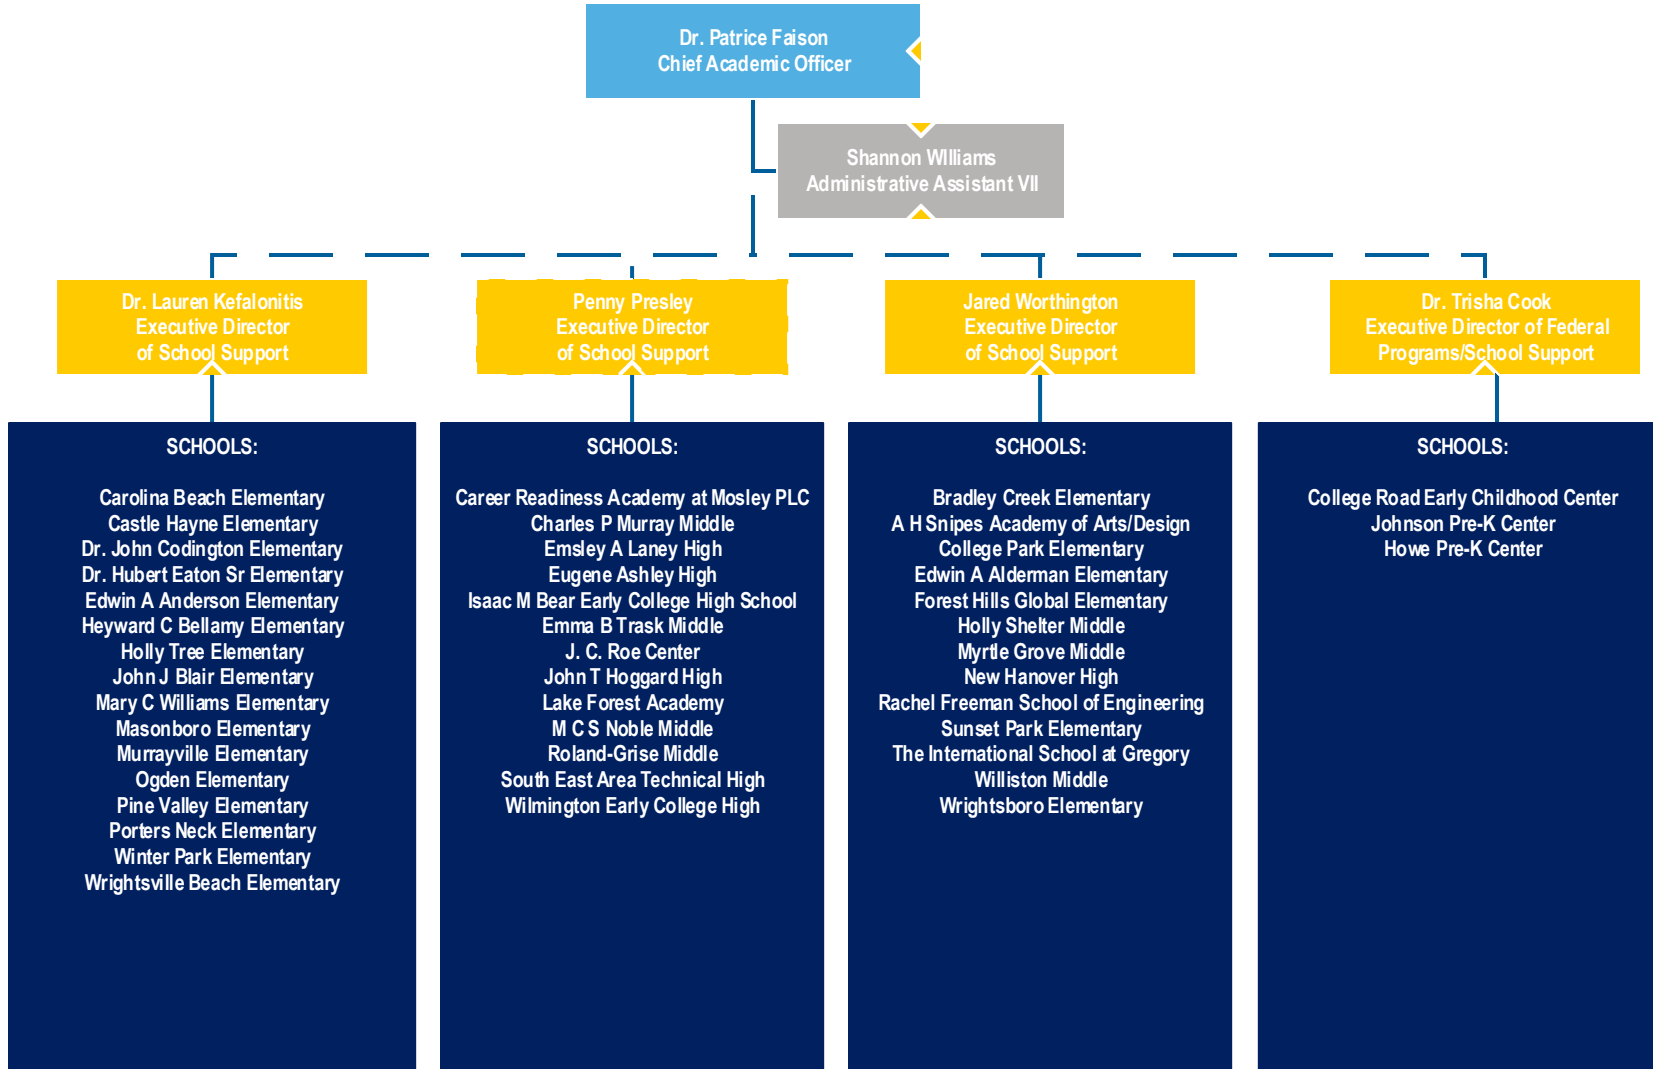 Dr. Patrice Faison
Chief Academic Officer
Shannon WIlliams
Administrative Assistant VII
Dr. Lauren Kefalonitis
Executive Director
of School Support
Penny Presley
Executive Director
of School Support
Jared Worthington
Executive Director
of School Support
Dr. Trisha Cook
Executive Director of Federal
Programs/School Support
SCHOOLS:
Carolina Beach Elementary
Castle Hayne Elementary
Dr. John Codington Elementary
Dr. Hubert Eaton Sr Elementary
Edwin A Anderson Elementary
Heyward C Bellamy Elementary
Holly Tree Elementary
John J Blair Elementary
Mary C Williams Elementary
Masonboro Elementary
Murrayville Elementary
Ogden Elementary
Pine Valley Elementary
Porters Neck Elementary
Winter Park Elementary
Wrightsville Beach Elementary
SCHOOLS:
Career Readiness Academy at Mosley PLC
Charles P Murray Middle
Emsley A Laney High
Eugene Ashley High
Isaac M Bear Early College High School
Emma B Trask Middle
J. C. Roe Center
John T Hoggard High
Lake Forest Academy
M C S Noble Middle
Roland-Grise Middle
South East Area Technical High
Wilmington Early College High
SCHOOLS:
Bradley Creek Elementary
A H Snipes Academy of Arts/Design
College Park Elementary
Edwin A Alderman Elementary
Forest Hills Global Elementary
Holly Shelter Middle
Myrtle Grove Middle
New Hanover High
Rachel Freeman School of Engineering
Sunset Park Elementary
The International School at Gregory
Williston Middle
Wrightsboro Elementary
SCHOOLS:
College Road Early Childhood Center
Johnson Pre-K Center
Howe Pre-K Center